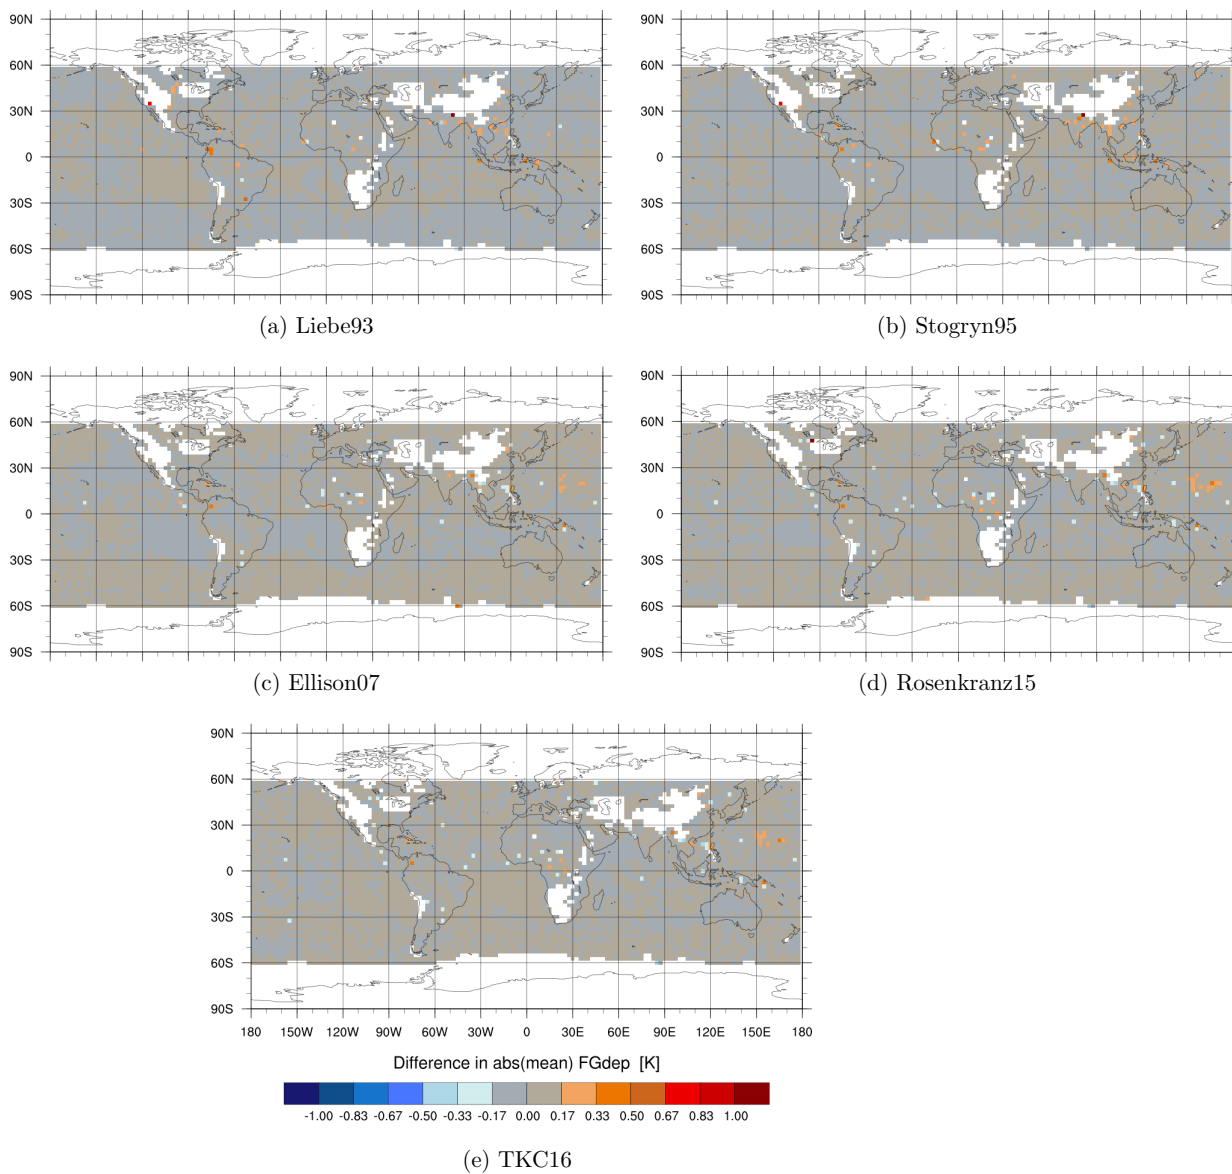 90N 90N
60N 60N
30N 30N
0 0
30S 30S
60S 60S
90S 90S
(a) Liebe93 (b) Stogryn95
90N 90N
60N 60N
30N 30N
0 0
30S 30S
60S 60S
90S 90S
(c) Ellison07 (d) Rosenkranz15
90N
60N
30N
0
30S
60S
90S
180 150W 120W 90W 60W 30W 0 30E 60E 90E 120E 150E 180
Difference in abs(mean) FGdep [K]
-1.00 -0.83 -0.67 -0.50 -0.33 -0.17 0.00 0.17 0.33 0.50 0.67 0.83 1.00
(e) TKC16